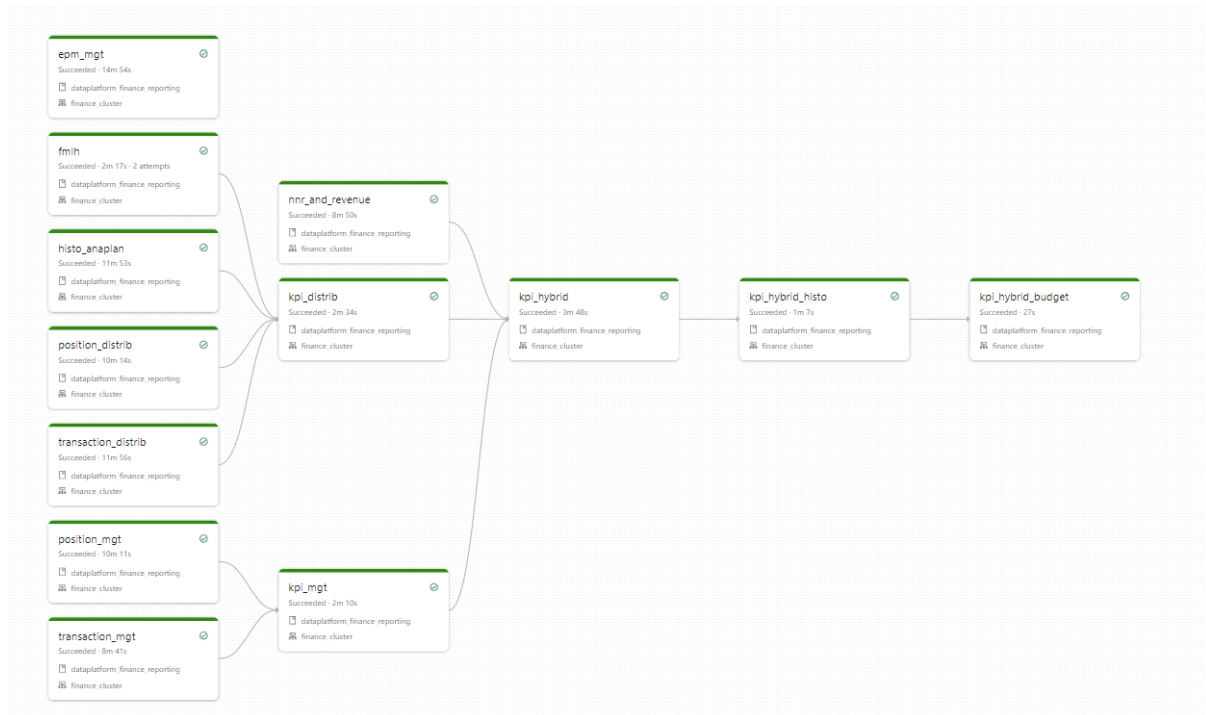 epm_mgt
Succeeded · 14m 54s
dataplatform_finance_reporting
finance_cluster
fmlh
Succeeded · 2m 17s · 2 attempts
dataplatform_finance_reporting
finance_cluster
histo_anaplan
Succeeded · 11m 53s
dataplatform_finance_reporting
finance_cluster
position_distrib
Succeeded · 10m 14s
dataplatform_finance_reporting
finance_cluster
transaction_distrib
Succeeded · 11m 56s
dataplatform_finance_reporting
finance_cluster
position_mgt
Succeeded · 10m 11s
dataplatform_finance_reporting
finance_cluster
transaction_mgt
Succeeded · 8m 41s
dataplatform_finance_reporting
finance_cluster
nnr_and_revenue
Succeeded · 8m 50s
dataplatform_finance_reporting
finance_cluster
kpi_distrib
Succeeded · 2m 34s
dataplatform_finance_reporting
finance_cluster
kpi_mgt
Succeeded · 2m 10s
dataplatform_finance_reporting
finance_cluster
kpi_hybrid
Succeeded · 3m 48s
dataplatform_finance_reporting
finance_cluster
kpi_hybrid_histo
Succeeded · 1m 7s
dataplatform_finance_reporting
finance_cluster
kpi_hybrid_budget
Succeeded · 27s
dataplatform_finance_reporting
finance_cluster